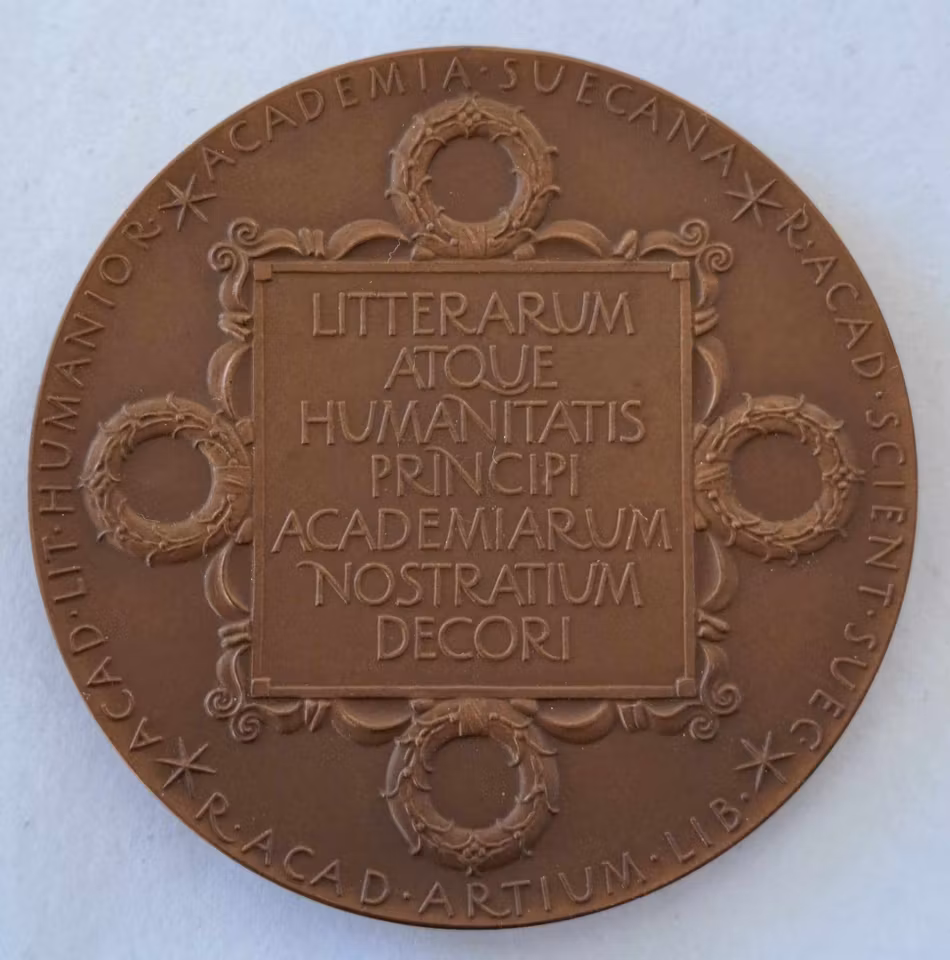 ACADEMIA · SUECANA
R · ACAD · SCIENT · SUEC
R · ACAD · ARTIUM · LIB.
ACAD · LIT · HUMANIOR ·
LITTERARUM
ATQUE
HUMANITATIS
PRINCIPI
ACADEMIARUM
NOSTRATIUM
DECORI